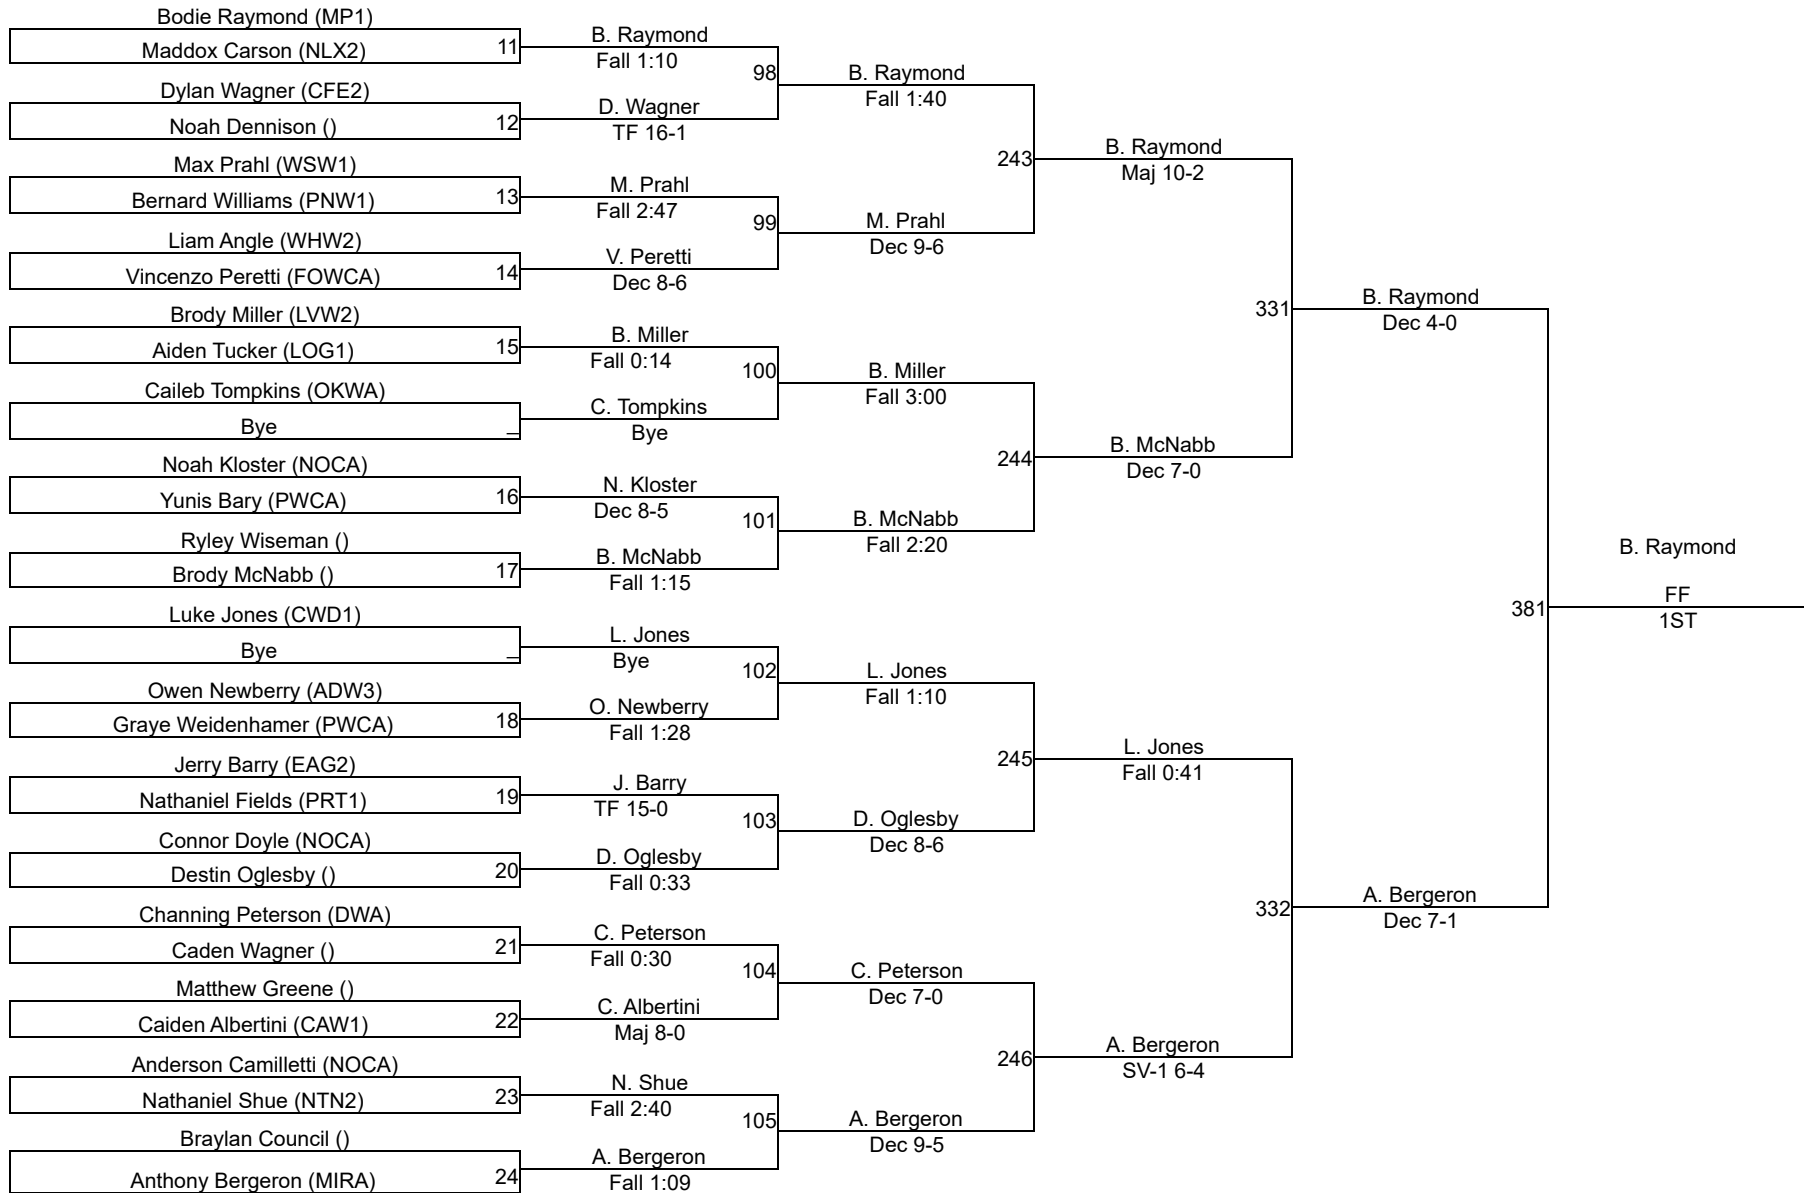 Bodie Raymond (MP1)
Maddox Carson (NLX2)
11
Dylan Wagner (CFE2)
Noah Dennison ()
12
Max Prahl (WSW1)
Bernard Williams (PNW1)
13
Liam Angle (WHW2)
Vincenzo Peretti (FOWCA)
14
Brody Miller (LVW2)
Aiden Tucker (LOG1)
15
Caileb Tompkins (OKWA)
Bye
_
Noah Kloster (NOCA)
Yunis Bary (PWCA)
16
Ryley Wiseman ()
Brody McNabb ()
17
Luke Jones (CWD1)
Bye
_
Owen Newberry (ADW3)
Graye Weidenhamer (PWCA)
18
Jerry Barry (EAG2)
Nathaniel Fields (PRT1)
19
Connor Doyle (NOCA)
Destin Oglesby ()
20
Channing Peterson (DWA)
Caden Wagner ()
21
Matthew Greene ()
Caiden Albertini (CAW1)
22
Anderson Camilletti (NOCA)
Nathaniel Shue (NTN2)
23
Braylan Council ()
Anthony Bergeron (MIRA)
24
B. Raymond
Fall 1:10
98
D. Wagner
TF 16-1
M. Prahl
Fall 2:47
99
V. Peretti
Dec 8-6
B. Miller
Fall 0:14
100
C. Tompkins
Bye
N. Kloster
Dec 8-5
101
B. McNabb
Fall 1:15
L. Jones
Bye
102
O. Newberry
Fall 1:28
J. Barry
TF 15-0
103
D. Oglesby
Fall 0:33
C. Peterson
Fall 0:30
104
C. Albertini
Maj 8-0
N. Shue
Fall 2:40
105
A. Bergeron
Fall 1:09
B. Raymond
Fall 1:40
243
M. Prahl
Dec 9-6
B. Miller
Fall 3:00
244
B. McNabb
Fall 2:20
L. Jones
Fall 1:10
245
D. Oglesby
Dec 8-6
C. Peterson
Dec 7-0
246
A. Bergeron
Dec 9-5
B. Raymond
Maj 10-2
331
B. McNabb
Dec 7-0
L. Jones
Fall 0:41
332
A. Bergeron
SV-1 6-4
B. Raymond
Dec 4-0
381
A. Bergeron
Dec 7-1
B. Raymond
FF
1ST